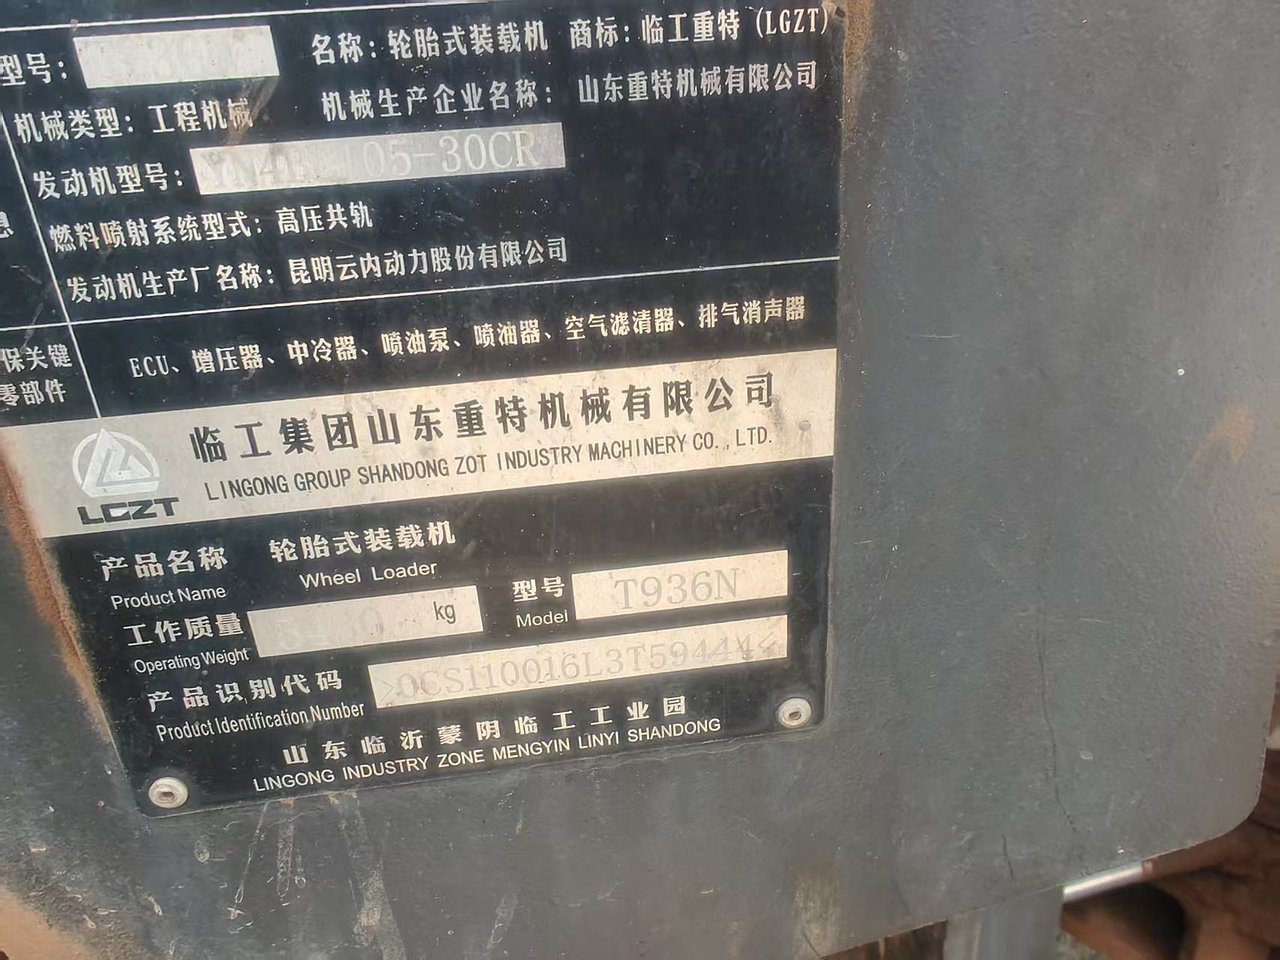 型号: 名称: 轮胎式装载机 商标: 临工重特 (LGZT)
机械类型: 工程机械 机械生产企业名称: 山东重特机械有限公司
发动机型号: 05-30CR
燃料喷射系统型式: 高压共轨
发动机生产厂名称: 昆明云内动力股份有限公司
保关键
零部件
ECU、增压器、中冷器、喷油泵、喷油器、空气滤清器、排气消声器
临工集团山东重特机械有限公司
LINGONG GROUP SHANDONG ZOT INDUSTRY MACHINERY CO., LTD.
LGZT
产品名称 轮胎式装载机
Product Name Wheel Loader
工作质量 kg 型号 T936N
Operating Weight Model
产品识别代码
Product Identification Number
山东临沂蒙阴临工工业园
LINGONG INDUSTRY ZONE MENGYIN LINYI SHANDONG